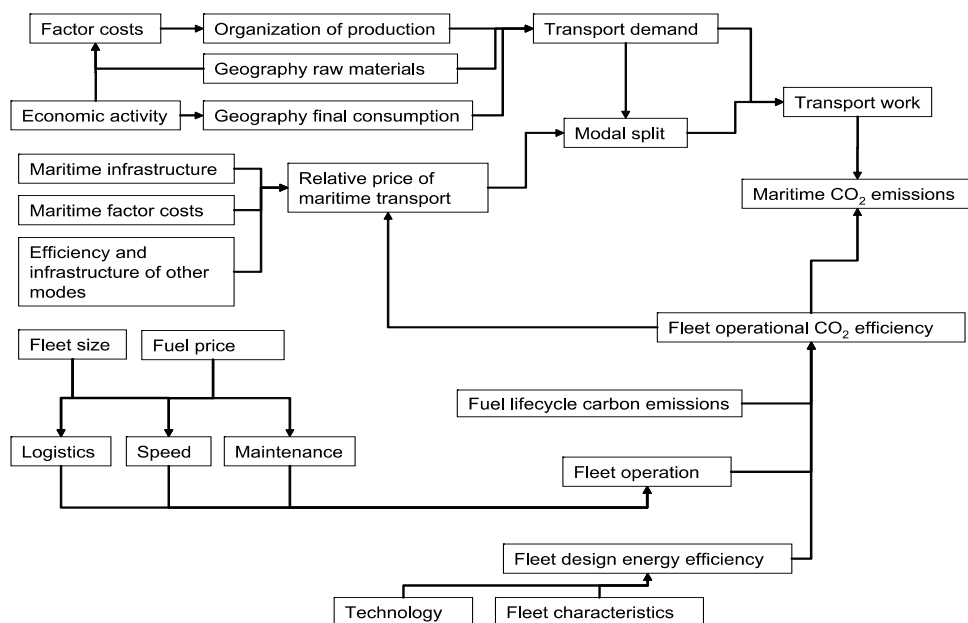 Factor costs
Organization of production
Transport demand
Geography raw materials
Economic activity
Geography final consumption
Transport work
Modal split
Maritime infrastructure
Relative price of
maritime transport
Maritime CO₂ emissions
Maritime factor costs
Efficiency and
infrastructure of other
modes
Fleet operational CO₂ efficiency
Fleet size
Fuel price
Fuel lifecycle carbon emissions
Logistics
Speed
Maintenance
Fleet operation
Fleet design energy efficiency
Technology
Fleet characteristics